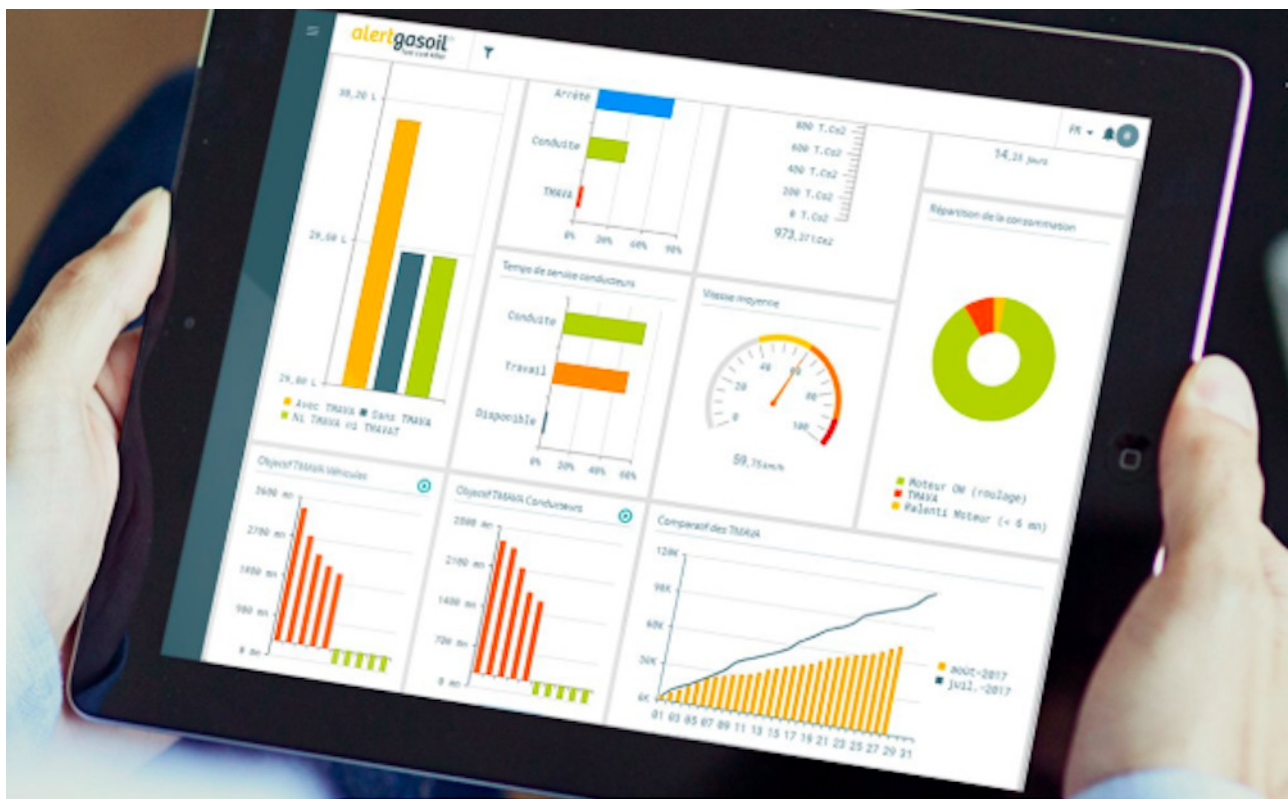 alertgasoil
FR
30,20 L
29,60 L
29,00 L
Avec TMAVA
Sans TMAVA
Ni TMAVA ni TMAVAT
Arrête
Conduite
TMAVA
0%
30%
60%
90%
800 T.Co2
600 T.Co2
400 T.Co2
200 T.Co2
0 T.Co2
973,27 t.Co2
jours
Répartition de la consommation
Moteur ON (roulage)
TMAVA
Ralenti Moteur (< 6 mn)
Temps de service conducteurs
Conduite
Travail
Disponible
0%
20%
40%
60%
Vitesse moyenne
0
20
40
60
80
100
59,75 km/h
Objectif TMAVA Véhicules
3600 mn
2700 mn
1800 mn
900 mn
0 mn
Objectif TMAVA Conducteurs
2800 mn
2100 mn
1400 mn
700 mn
0 mn
Comparatif des TMAVA
120K
90K
60K
30K
0K
01 03 05 07 09 11 13 15 17 19 21 23 25 27 29 31
août-2017
juil.-2017